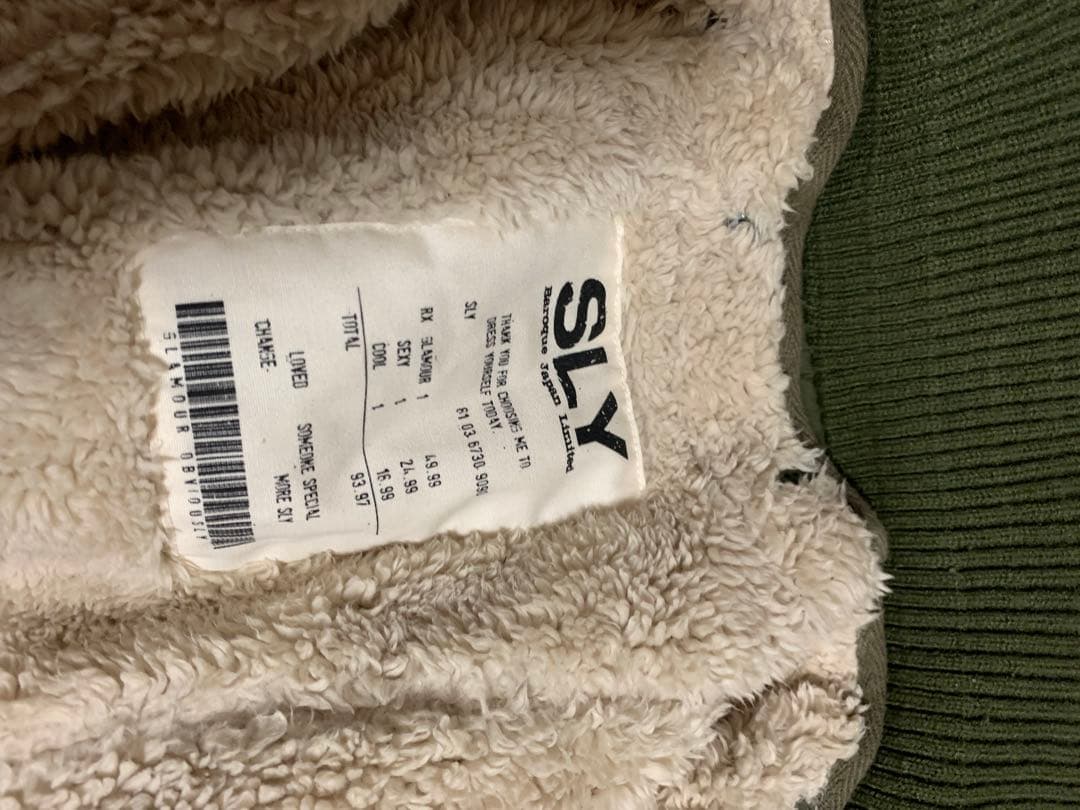 SLY
Baroque Japan Limited
THANK YOU FOR CHOOSING ME TO
DRESS YOURSELF TODAY.
SLY 61 03.6730.9090
RX GLAMOUR 1 49.99
SEXY 1 24.99
COOL 1 16.99
TOTAL 93.97
LOVED SOMEONE SPECIAL
CHANGE. MORE SLY
GLAMOUR OBVIOUSLY